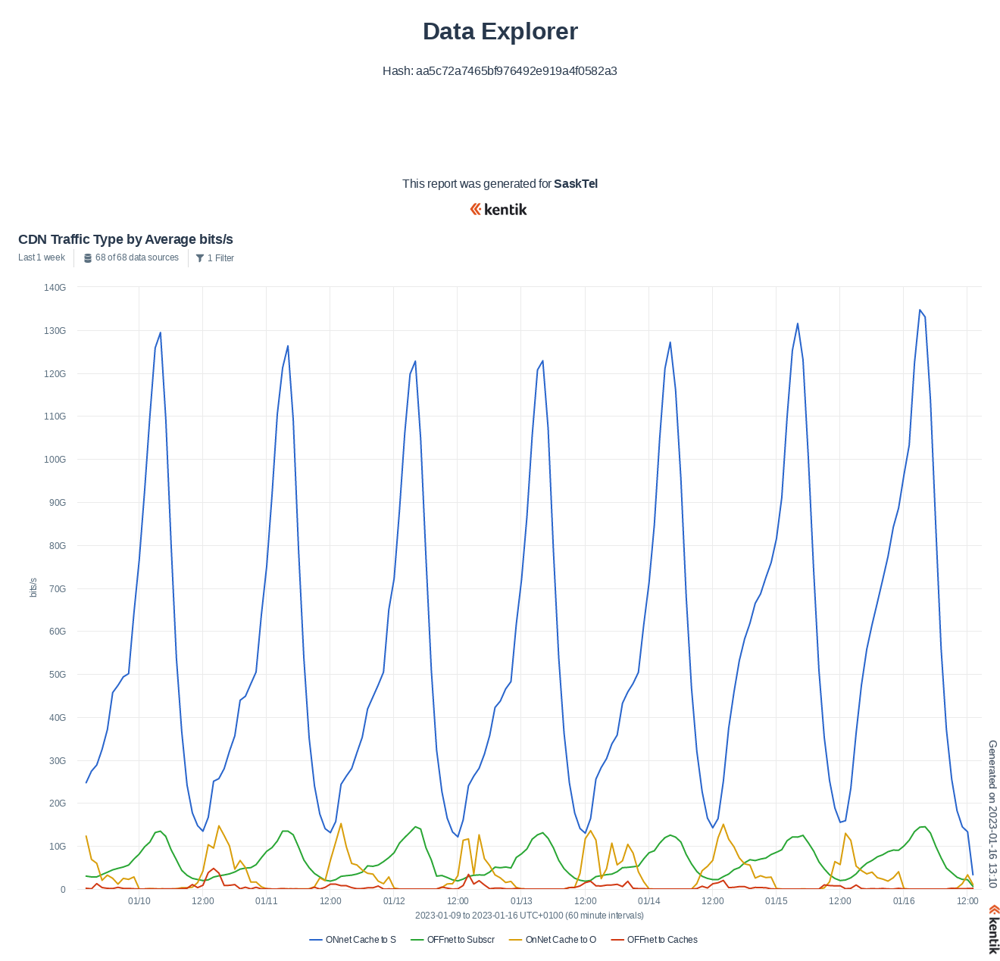 Data Explorer
Hash: aa5c72a7465bf976492e919a4f0582a3
This report was generated for SaskTel
kentik
CDN Traffic Type by Average bits/s
Last 1 week 68 of 68 data sources 1 Filter
140G
130G
120G
110G
100G
90G
80G
70G
60G
50G
40G
30G
20G
10G
0
bits/s
01/10 12:00 01/11 12:00 01/12 12:00 01/13 12:00 01/14 12:00 01/15 12:00 01/16 12:00
2023-01-09 to 2023-01-16 UTC+0100 (60 minute intervals)
ONnet Cache to S OFFnet to Subscr OnNet Cache to O OFFnet to Caches
Generated on 2023-01-16 13:10
kentik